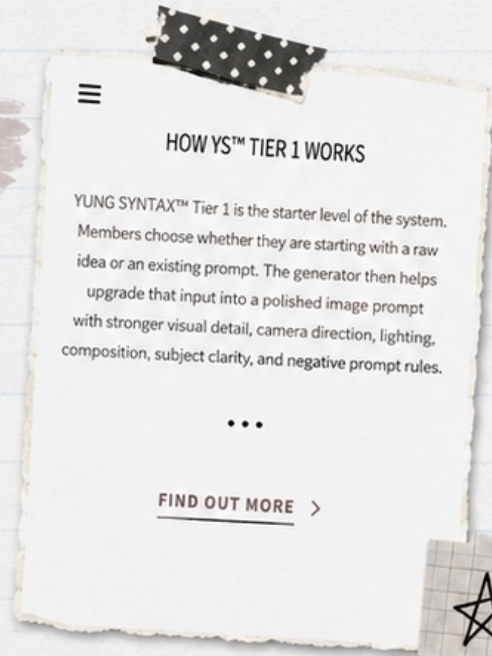 HOW YS™ TIER 1 WORKS
YUNG SYNTAX™ Tier 1 is the starter level of the system.
Members choose whether they are starting with a raw
idea or an existing prompt. The generator then helps
upgrade that input into a polished image prompt
with stronger visual detail, camera direction, lighting,
composition, subject clarity, and negative prompt rules.
FIND OUT MORE >